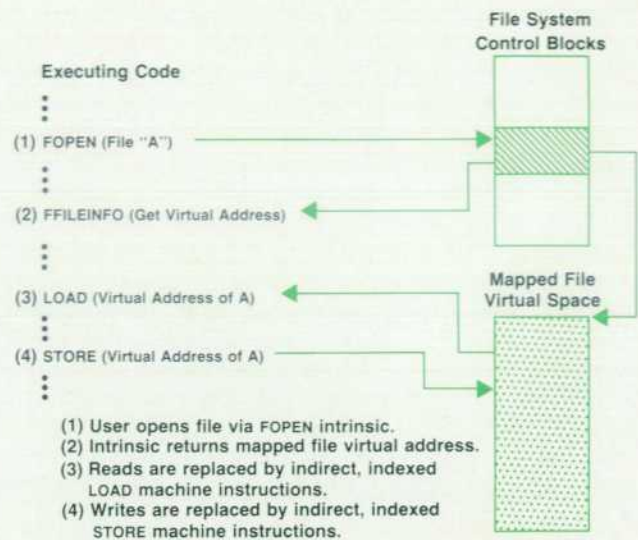 File System
Control Blocks
Executing Code
(1) FOPEN (File "A")
(2) FFILEINFO (Get Virtual Address)
Mapped File
Virtual Space
(3) LOAD (Virtual Address of A)
(4) STORE (Virtual Address of A)
(1) User opens file via FOPEN intrinsic.
(2) Intrinsic returns mapped file virtual address.
(3) Reads are replaced by indirect, indexed
LOAD machine instructions.
(4) Writes are replaced by indirect, indexed
STORE machine instructions.